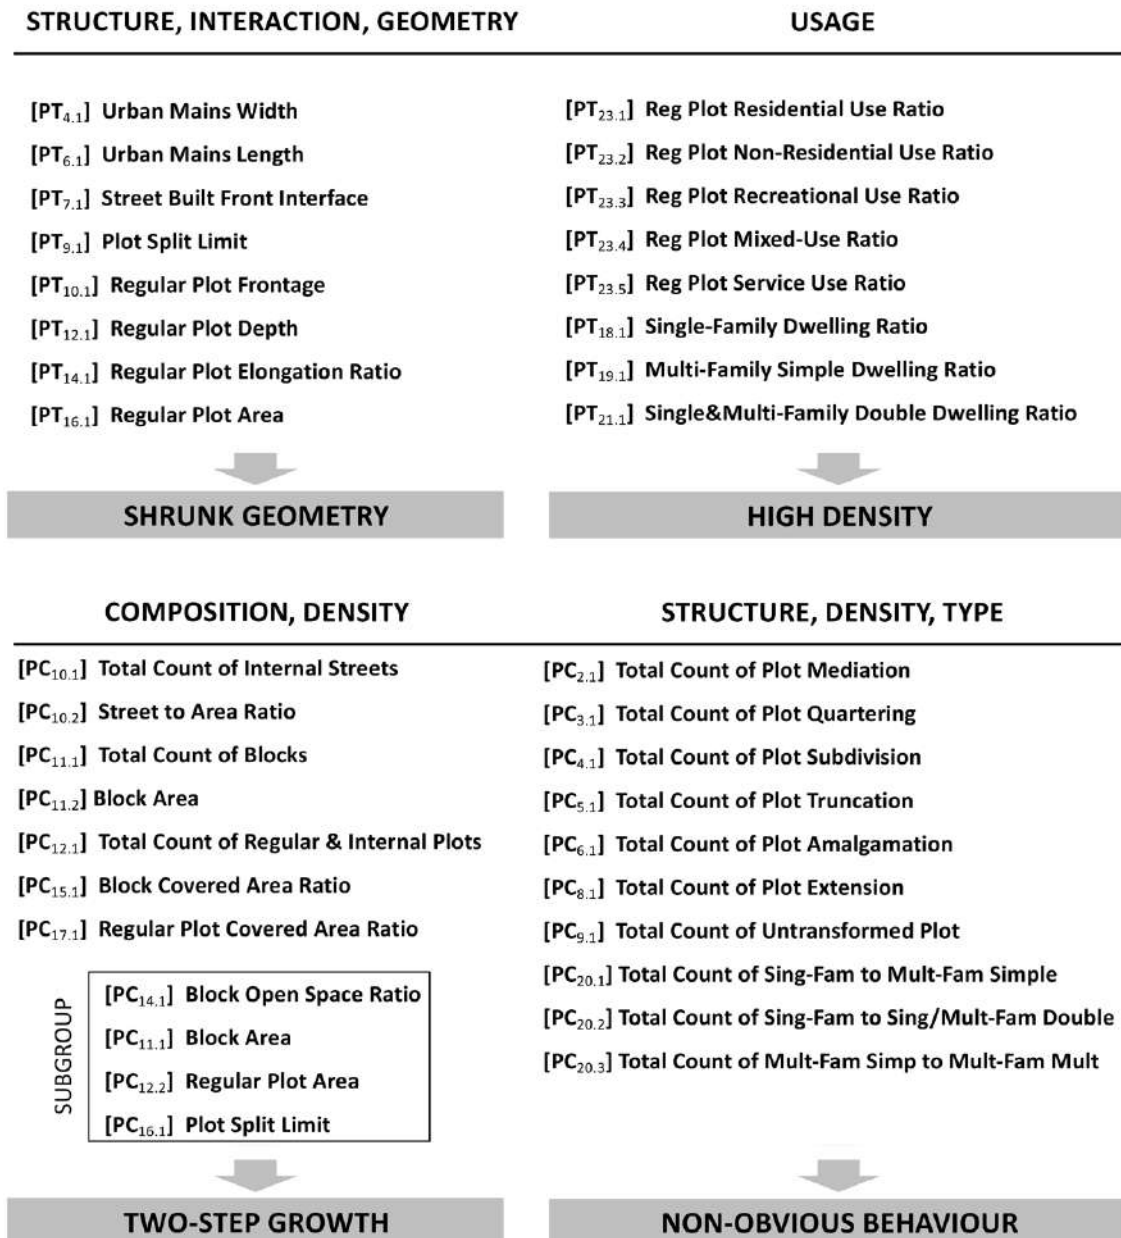 STRUCTURE, INTERACTION, GEOMETRY
[PT4.1] Urban Mains Width
[PT6.1] Urban Mains Length
[PT7.1] Street Built Front Interface
[PT9.1] Plot Split Limit
[PT10.1] Regular Plot Frontage
[PT12.1] Regular Plot Depth
[PT14.1] Regular Plot Elongation Ratio
[PT16.1] Regular Plot Area
SHRUNK GEOMETRY
USAGE
[PT23.1] Reg Plot Residential Use Ratio
[PT23.2] Reg Plot Non-Residential Use Ratio
[PT23.3] Reg Plot Recreational Use Ratio
[PT23.4] Reg Plot Mixed-Use Ratio
[PT23.5] Reg Plot Service Use Ratio
[PT18.1] Single-Family Dwelling Ratio
[PT19.1] Multi-Family Simple Dwelling Ratio
[PT21.1] Single&Multi-Family Double Dwelling Ratio
HIGH DENSITY
COMPOSITION, DENSITY
[PC10.1] Total Count of Internal Streets
[PC10.2] Street to Area Ratio
[PC11.1] Total Count of Blocks
[PC11.2] Block Area
[PC12.1] Total Count of Regular & Internal Plots
[PC15.1] Block Covered Area Ratio
[PC17.1] Regular Plot Covered Area Ratio
SUBGROUP
[PC14.1] Block Open Space Ratio
[PC11.1] Block Area
[PC12.2] Regular Plot Area
[PC16.1] Plot Split Limit
TWO-STEP GROWTH
STRUCTURE, DENSITY, TYPE
[PC2.1] Total Count of Plot Mediation
[PC3.1] Total Count of Plot Quartering
[PC4.1] Total Count of Plot Subdivision
[PC5.1] Total Count of Plot Truncation
[PC6.1] Total Count of Plot Amalgamation
[PC8.1] Total Count of Plot Extension
[PC9.1] Total Count of Untransformed Plot
[PC20.1] Total Count of Sing-Fam to Mult-Fam Simple
[PC20.2] Total Count of Sing-Fam to Sing/Mult-Fam Double
[PC20.3] Total Count of Mult-Fam Simp to Mult-Fam Mult
NON-OBVIOUS BEHAVIOUR